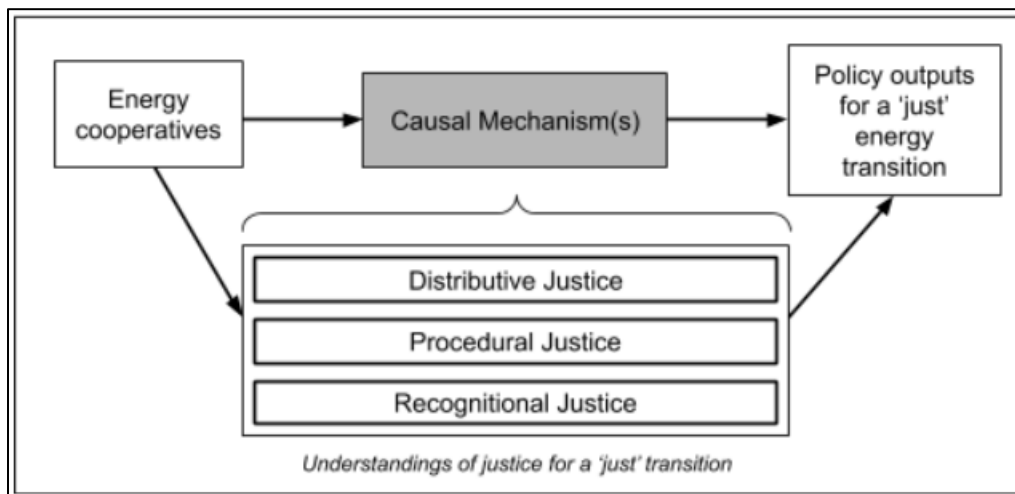 Energy
cooperatives
Causal Mechanism(s)
Policy outputs
for a ‘just’
energy
transition
Distributive Justice
Procedural Justice
Recognitional Justice
Understandings of justice for a ‘just’ transition